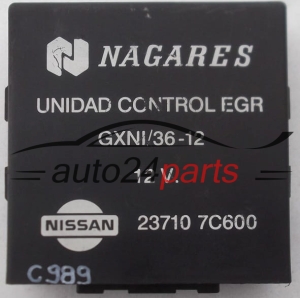 NAGARES
UNIDAD CONTROL EGR
GXNI/36-12
auto24parts
12 V.
NISSAN
23710 7C600
C989